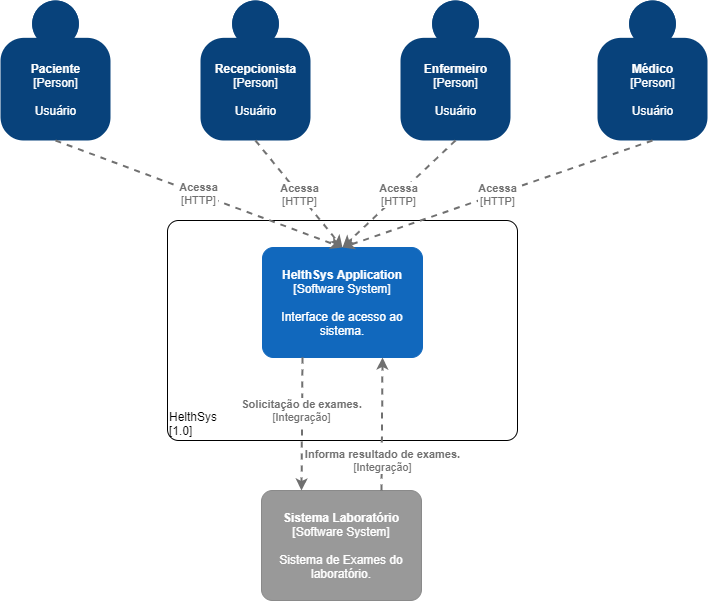 Paciente
[Person]
Usuário
Recepcionista
[Person]
Usuário
Enfermeiro
[Person]
Usuário
Médico
[Person]
Usuário
Acessa
[HTTP]
Acessa
[HTTP]
Acessa
[HTTP]
Acessa
[HTTP]
HelthSys Application
[Software System]
Interface de acesso ao
sistema.
Solicitação de exames.
[Integração]
HelthSys
[1.0]
Informa resultado de exames.
[Integração]
Sistema Laboratório
[Software System]
Sistema de Exames do
laboratório.